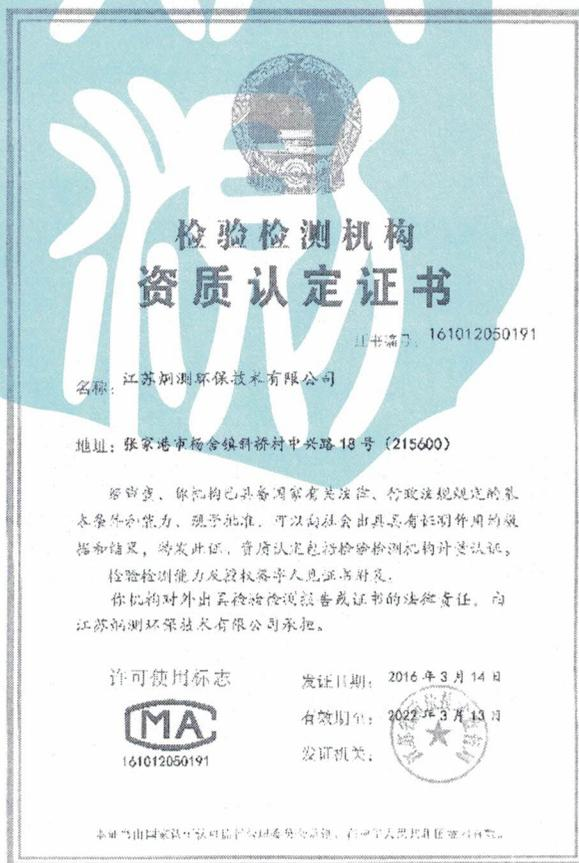 检验检测机构
资质认定证书
证书编号：161012050191
名称：江苏炯测环保技术有限公司
地址：张家港市杨舍镇斜桥村中兴路18号（215600）
经审查，你机构已具备国家有关法律、行政法规规定的基
本条件和能力，现予批准，可以向社会出具具有证明作用的数
据和结果，特发此证。资质认定包括检验检测机构计量认证。
检验检测能力及授权签字人见证书附表。
你机构对外出具检验检测报告或证书的法律责任，由
江苏炯测环保技术有限公司承担。
许可使用标志
发证日期：2016年3月14日
MA
有效期至：2022年3月13日
161012050191
发证机关：